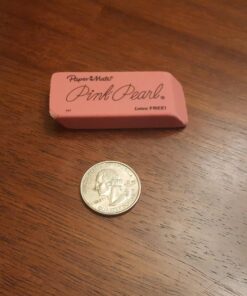 Paper Mate®
Pink Pearl®
Latex FREE!